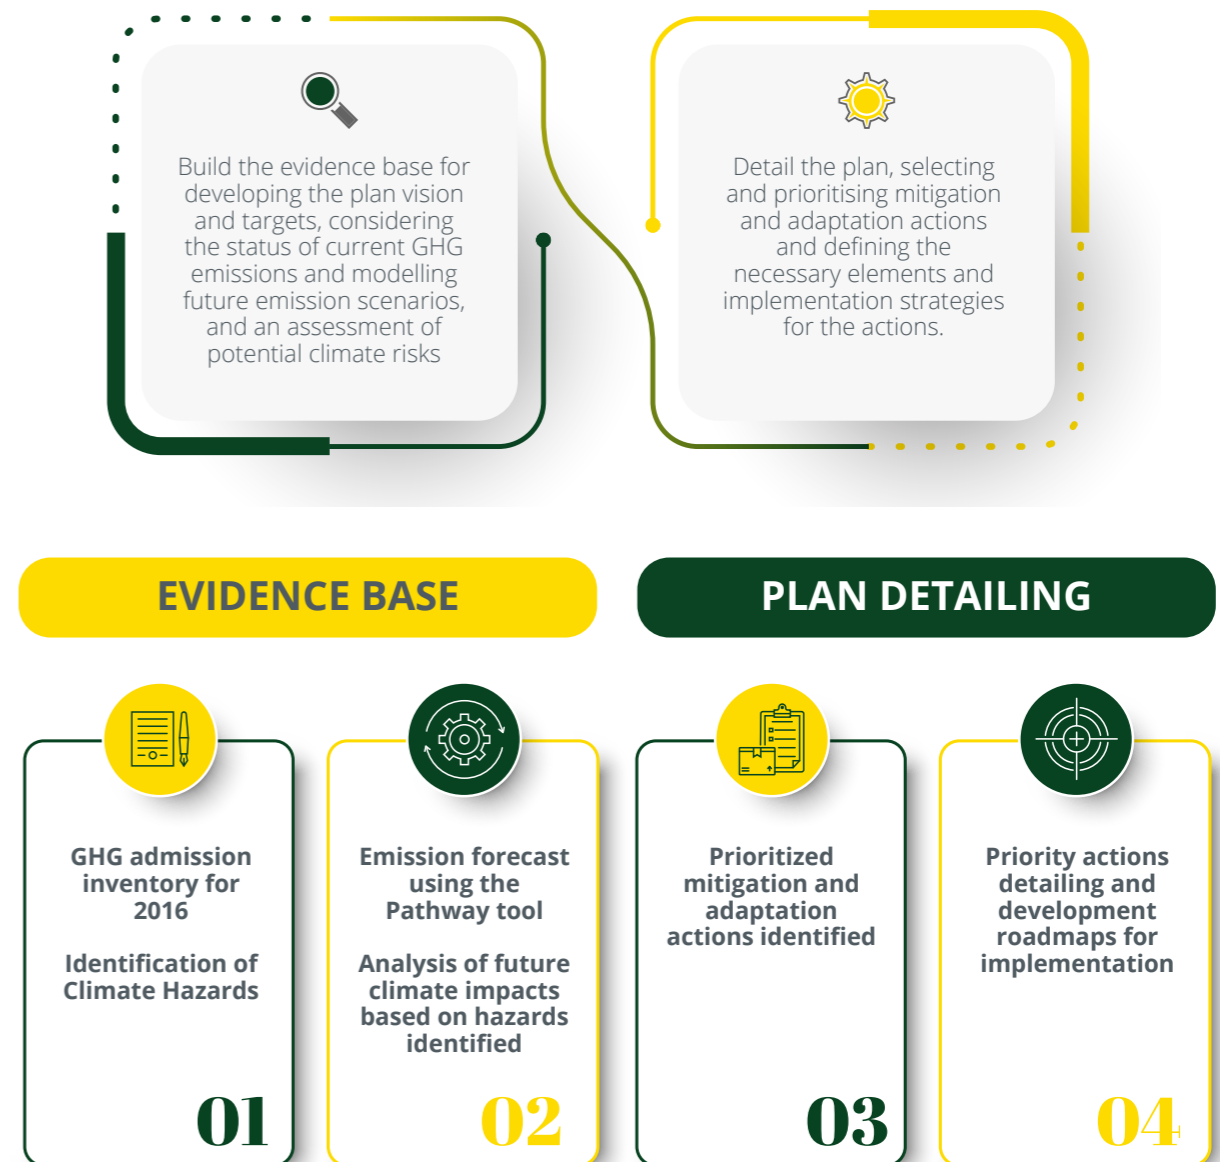 Build the evidence base for
developing the plan vision
and targets, considering
the status of current GHG
emissions and modelling
future emission scenarios,
and an assessment of
potential climate risks
Detail the plan, selecting
and prioritising mitigation
and adaptation actions
and defining the
necessary elements and
implementation strategies
for the actions.
EVIDENCE BASE
PLAN DETAILING
GHG admission
inventory for
2016
Identification of
Climate Hazards
01
Emission forecast
using the
Pathway tool
Analysis of future
climate impacts
based on hazards
identified
02
Prioritized
mitigation and
adaptation
actions identified
03
Priority actions
detailing and
development
roadmaps for
implementation
04